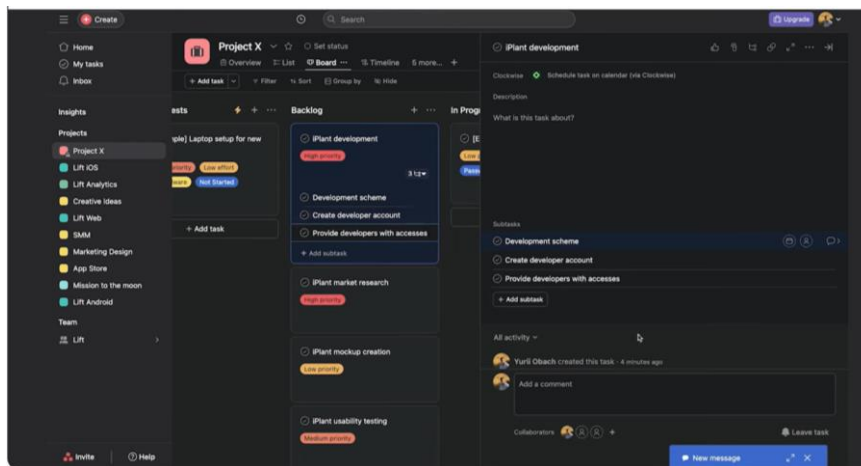 Create
Search
Upgrade
Home
My tasks
Inbox
Insights
Projects
Project X
Lift iOS
Lift Analytics
Creative Ideas
Lift Web
SMM
Marketing Design
App Store
Mission to the moon
Lift Android
Team
Lift
Invite
Help
Project X
Set status
Overview
List
Board
Timeline
5 more...
+ Add task
Filter
Sort
Group by
Hide
ests
ple] Laptop setup for new
riority
Low effort
ware
Not Started
+ Add task
Backlog
iPlant development
High priority
3
Development scheme
Create developer account
Provide developers with accesses
+ Add subtask
iPlant market research
High priority
iPlant mockup creation
Low priority
iPlant usability testing
Medium priority
In Prog
[E
Low
iPlant development
Clockwise
Schedule task on calendar (via Clockwise)
Description
What is this task about?
Subtasks
Development scheme
Create developer account
Provide developers with accesses
+ Add subtask
All activity
Yurii Obach created this task · 4 minutes ago
Add a comment
Collaborators
Leave task
New message